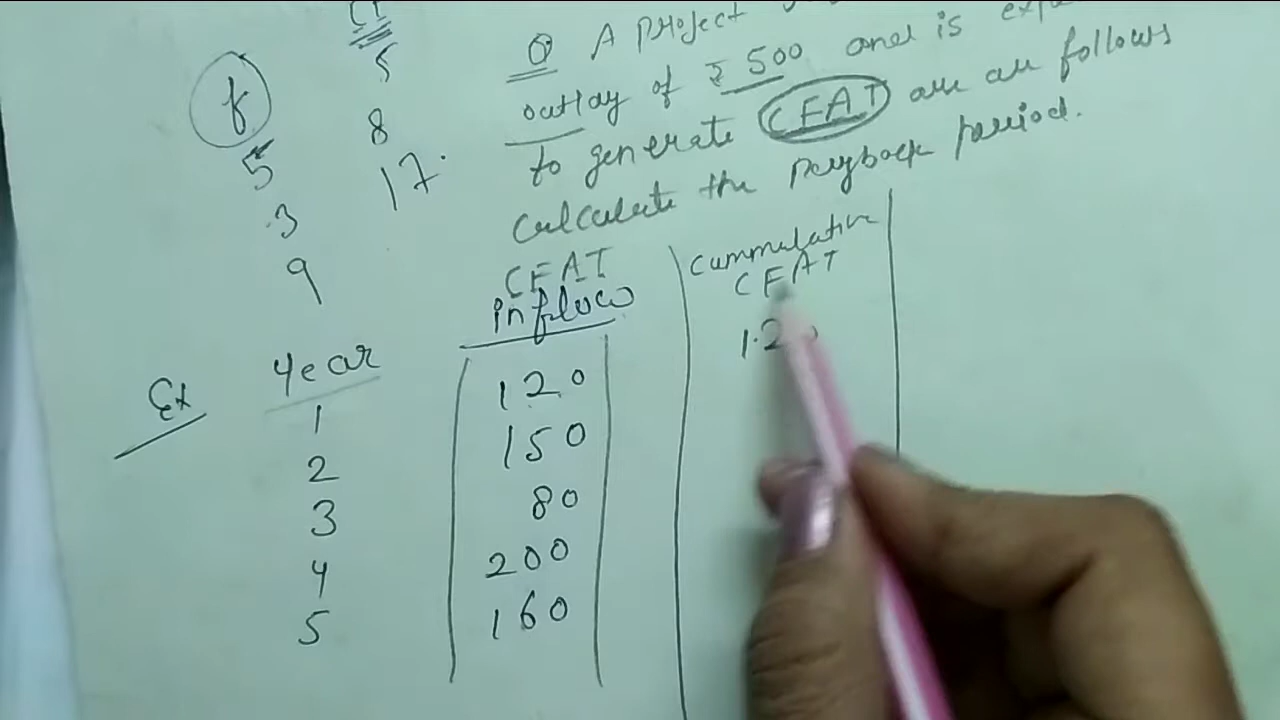 5
8
17.
f
5
3
9
Q A project
outlay of ₹ 500 and is
to generate CFAT are as follows
Calculate the payback period.
Ex
Year CFAT inflow Cummulative CFAT
1 120 120
2 150
3 80
4 200
5 160